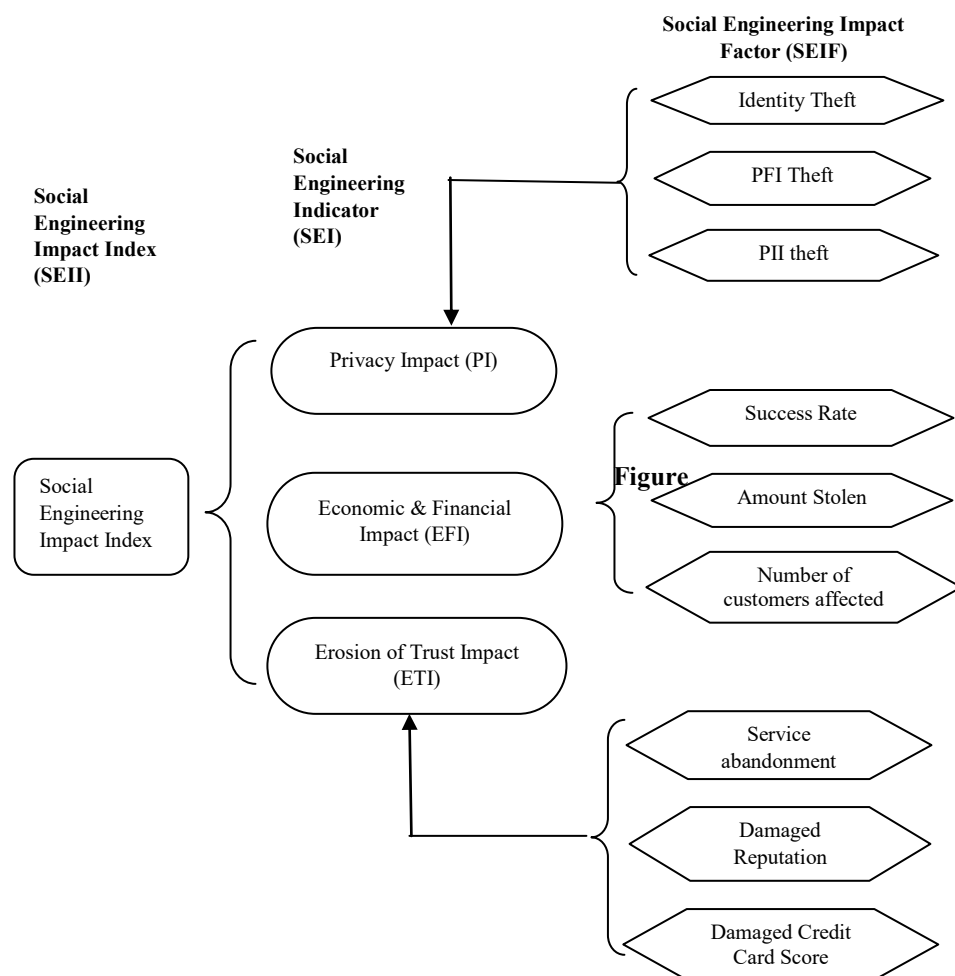 Social Engineering Impact
Factor (SEIF)
Identity Theft
PFI Theft
PII theft
Social
Engineering
Indicator
(SEI)
Social
Engineering
Impact Index
(SEII)
Privacy Impact (PI)
Success Rate
Figure
Amount Stolen
Number of
customers affected
Social
Engineering
Impact Index
Economic & Financial
Impact (EFI)
Erosion of Trust Impact
(ETI)
Service
abandonment
Damaged
Reputation
Damaged Credit
Card Score